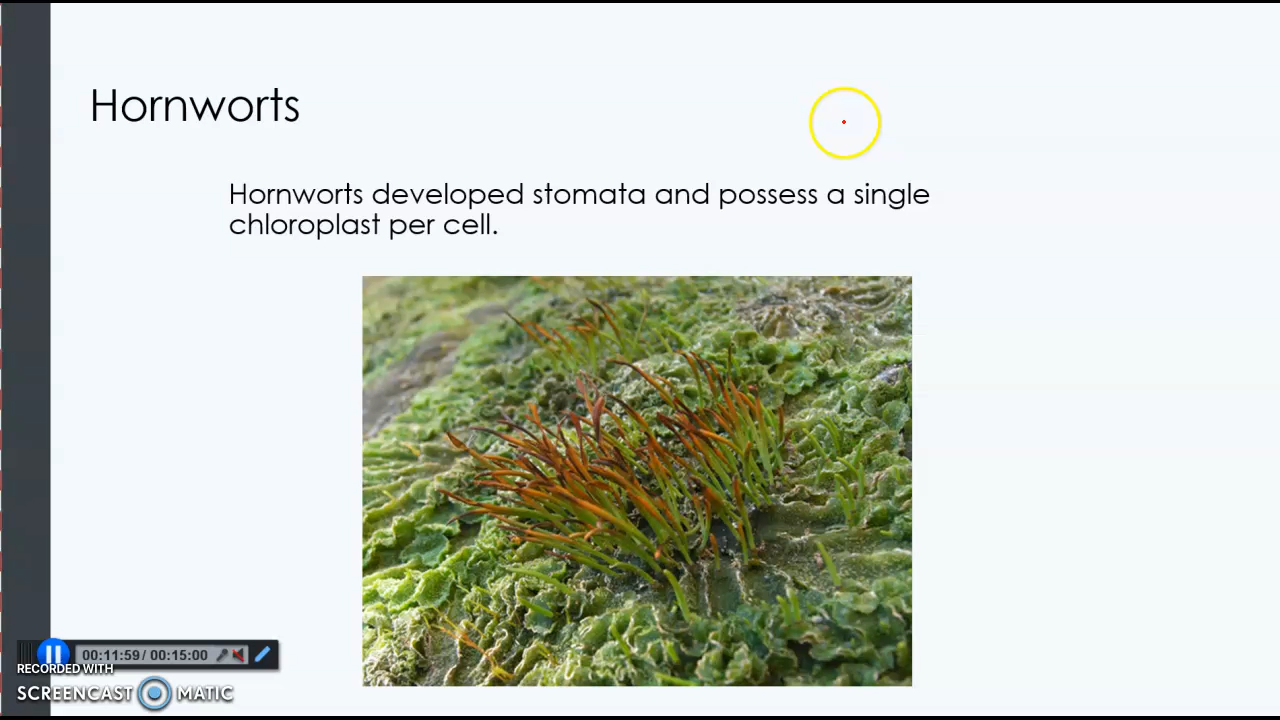 Hornworts
Hornworts developed stomata and possess a single
chloroplast per cell.
00:11:59 / 00:15:00
RECORDED WITH
SCREENCAST MATIC